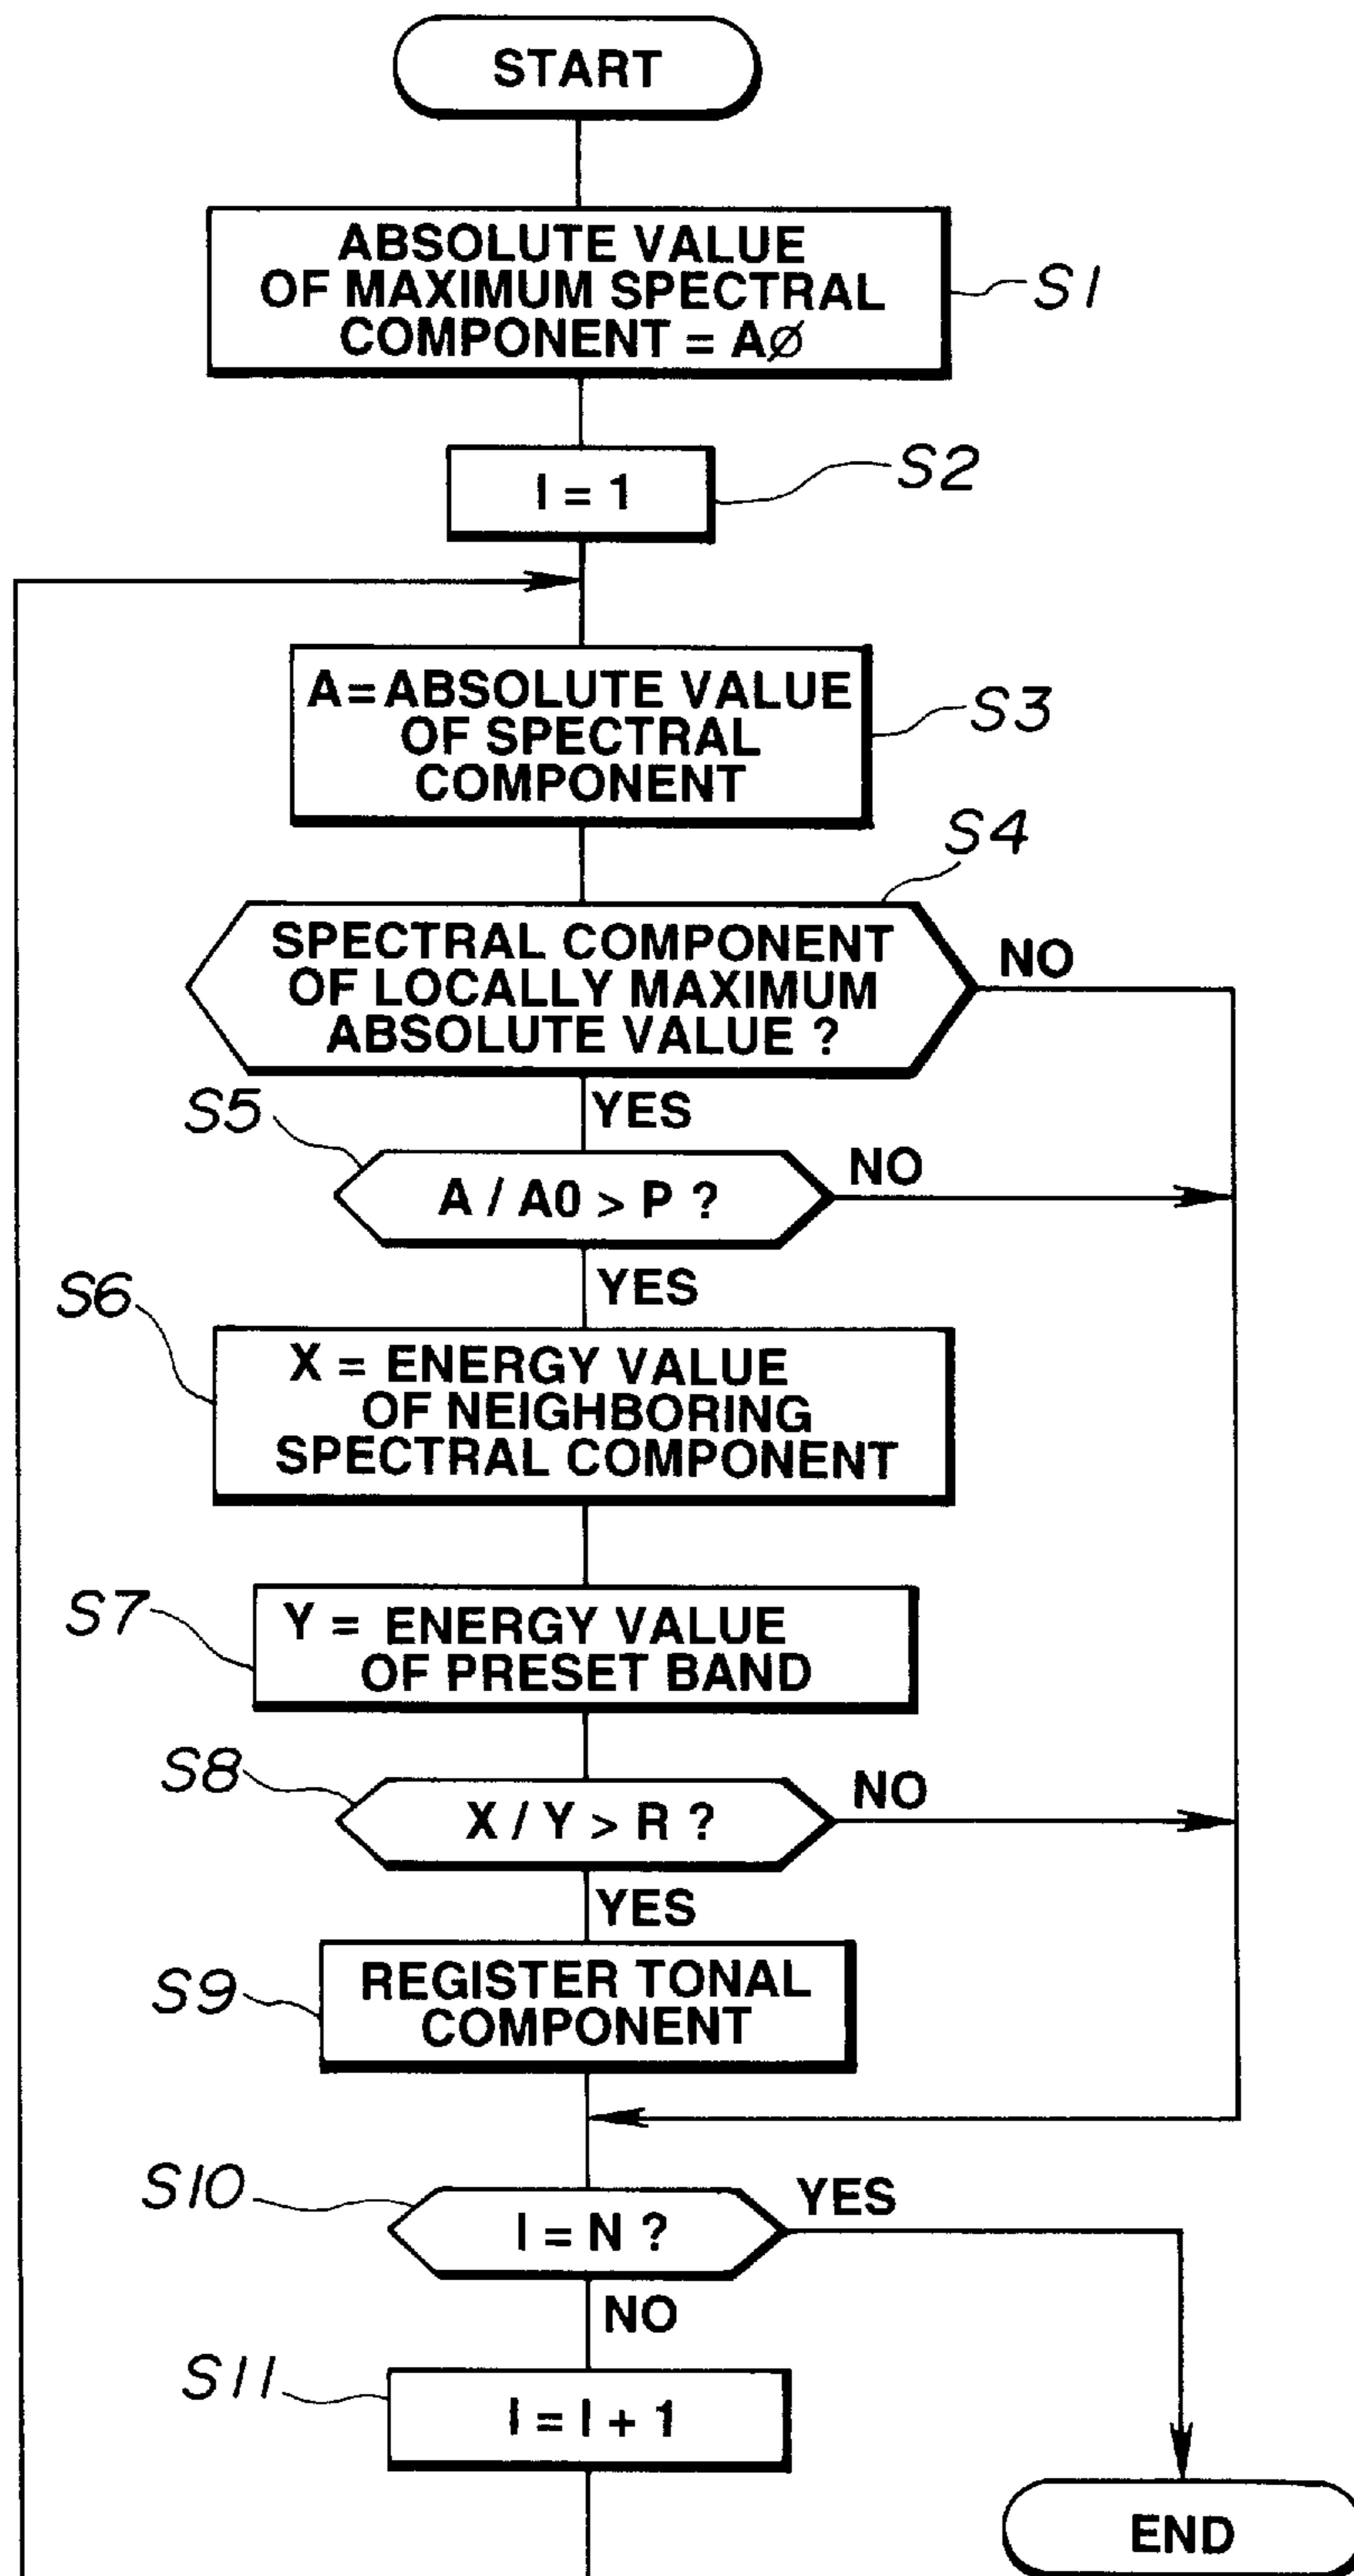 START
ABSOLUTE VALUE
OF MAXIMUM SPECTRAL
COMPONENT = A∅
S1
I = 1
S2
A=ABSOLUTE VALUE
OF SPECTRAL
COMPONENT
S3
S4
SPECTRAL COMPONENT
OF LOCALLY MAXIMUM
ABSOLUTE VALUE ?
NO
YES
S5
A / A0 > P ?
NO
YES
S6
X = ENERGY VALUE
OF NEIGHBORING
SPECTRAL COMPONENT
S7
Y = ENERGY VALUE
OF PRESET BAND
S8
X / Y > R ?
NO
YES
S9
REGISTER TONAL
COMPONENT
S10
I = N ?
YES
NO
S11
I = I + 1
END